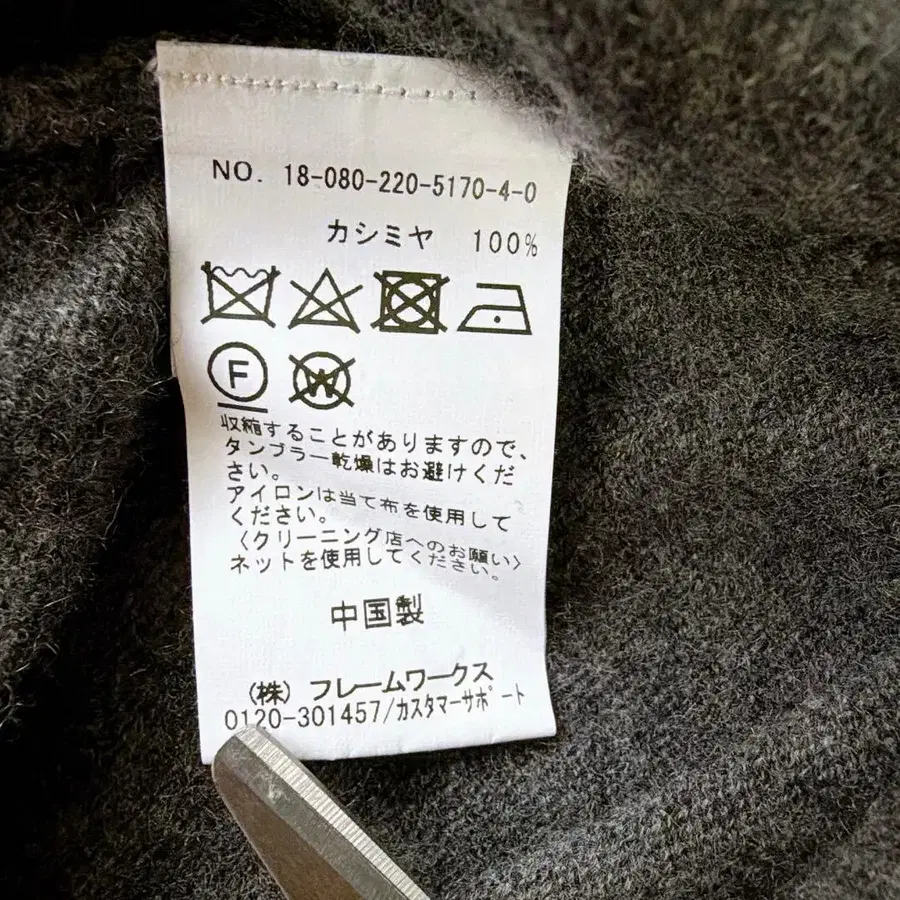 NO. 18-080-220-5170-4-0
カシミヤ 100%
F
W
収縮することがありますので、
タンブラー乾燥はお避けくだ
さい。
アイロンは当て布を使用して
ください。
〈クリーニング店へのお願い〉
ネットを使用してください。
中国製
(株) フレームワークス
0120-301457/カスタマーサポート